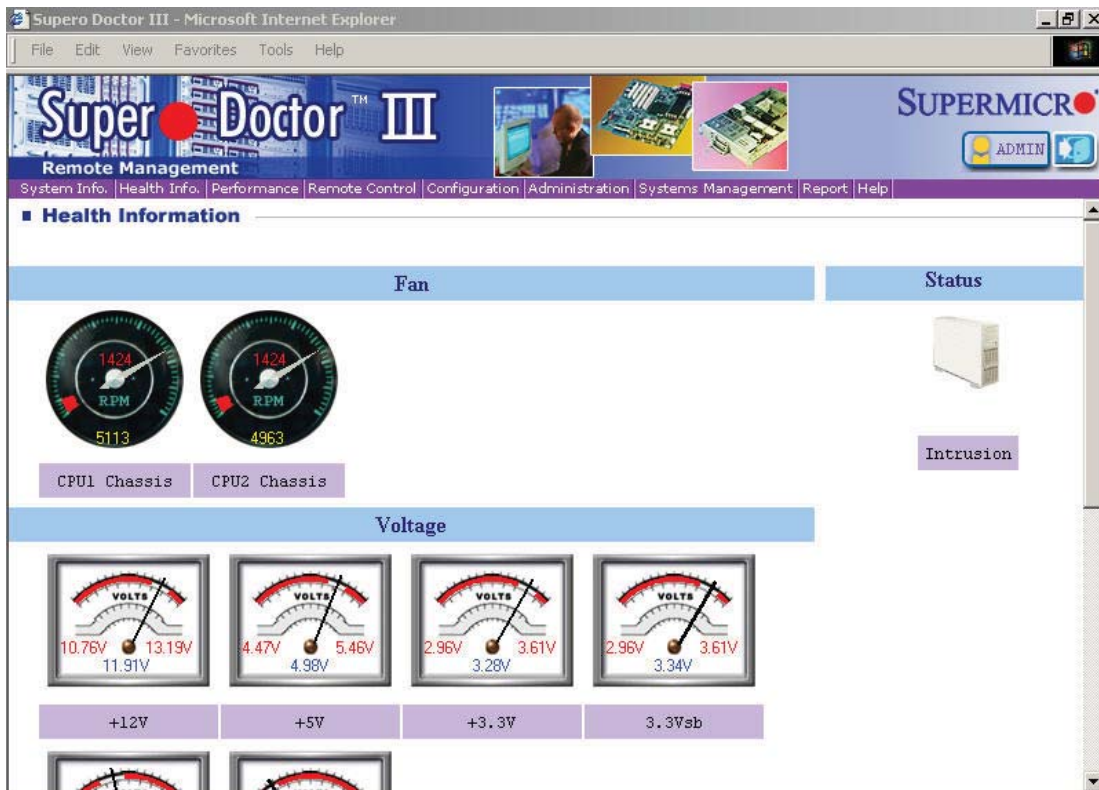 Supero Doctor III - Microsoft Internet Explorer
File Edit View Favorites Tools Help
Super Doctor™ III
Remote Management
SUPERMICR
ADMIN
System Info. Health Info. Performance Remote Control Configuration Administration Systems Management Report Help
Health Information
Fan
Status
1424
RPM
5113
1424
RPM
4963
CPU1 Chassis
CPU2 Chassis
Intrusion
Voltage
VOLTS
10.76V 13.19V
11.91V
VOLTS
4.47V 5.46V
4.98V
VOLTS
2.96V 3.61V
3.28V
VOLTS
2.96V 3.61V
3.34V
+12V
+5V
+3.3V
3.3Vsb